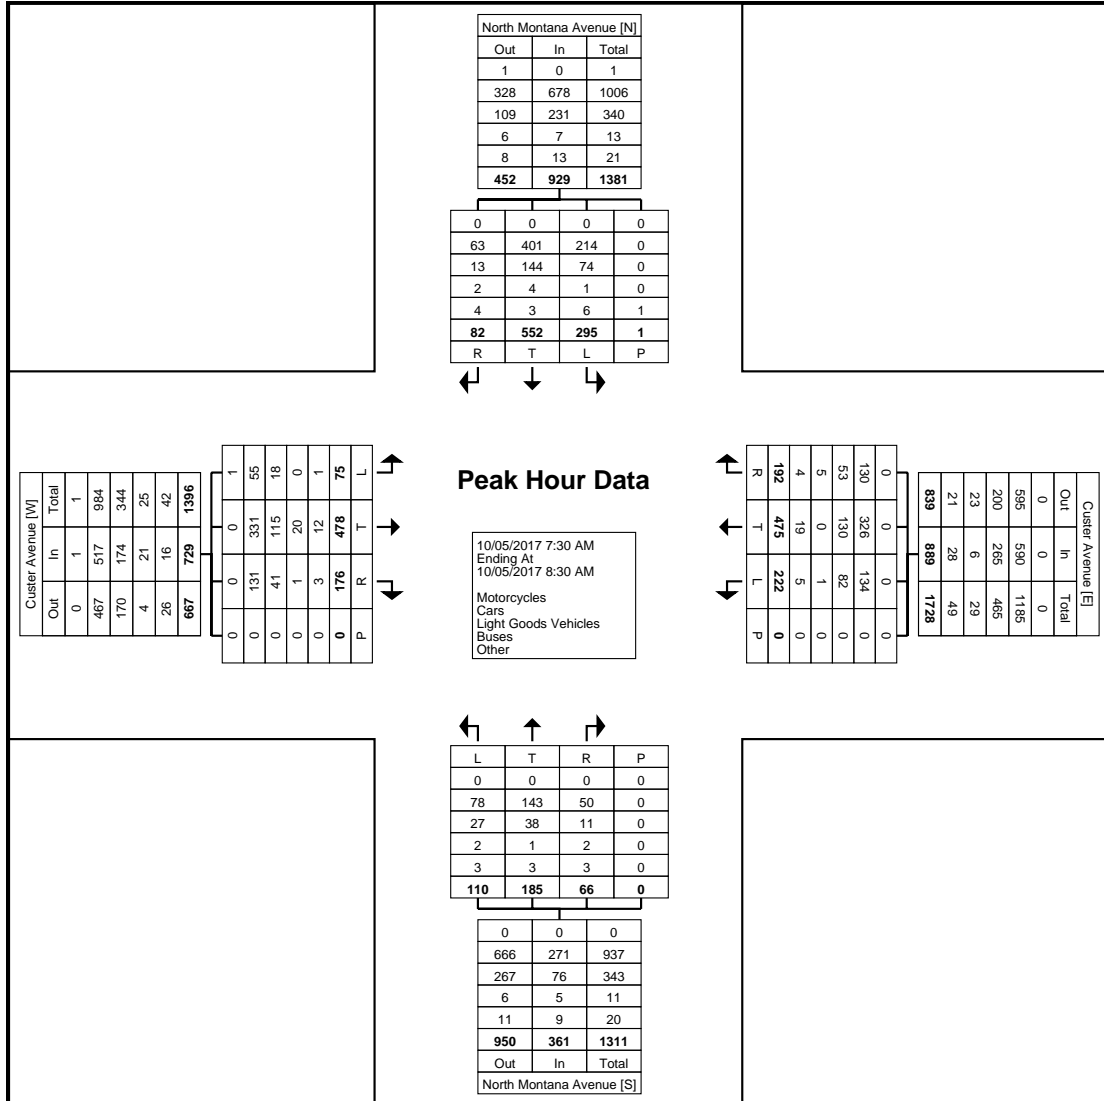 North Montana Avenue [N]
Out In Total
1 0 1
328 678 1006
109 231 340
6 7 13
8 13 21
452 929 1381
0 0 0 0
63 401 214 0
13 144 74 0
2 4 1 0
4 3 6 1
82 552 295 1
R T L P
Custer Avenue [W]
Total 1 984 344 25 42 1396
In 1 517 174 21 16 729
Out 0 467 170 4 26 667
1 55 18 0 1 75 L
0 331 115 20 12 478 T
0 131 41 1 3 176 R
0 0 0 0 0 0 P
Peak Hour Data
10/05/2017 7:30 AM
Ending At
10/05/2017 8:30 AM
Motorcycles
Cars
Light Goods Vehicles
Buses
Other
R 192 4 5 53 130 0
T 475 19 0 130 326 0
L 222 5 1 82 134 0
P 0 0 0 0 0 0
Custer Avenue [E]
Out 0 595 200 23 21 839
In 0 590 265 6 28 889
Total 0 1185 465 29 49 1728
L T R P
0 0 0 0
78 143 50 0
27 38 11 0
2 1 2 0
3 3 3 0
110 185 66 0
0 0 0
666 271 937
267 76 343
6 5 11
11 9 20
950 361 1311
Out In Total
North Montana Avenue [S]